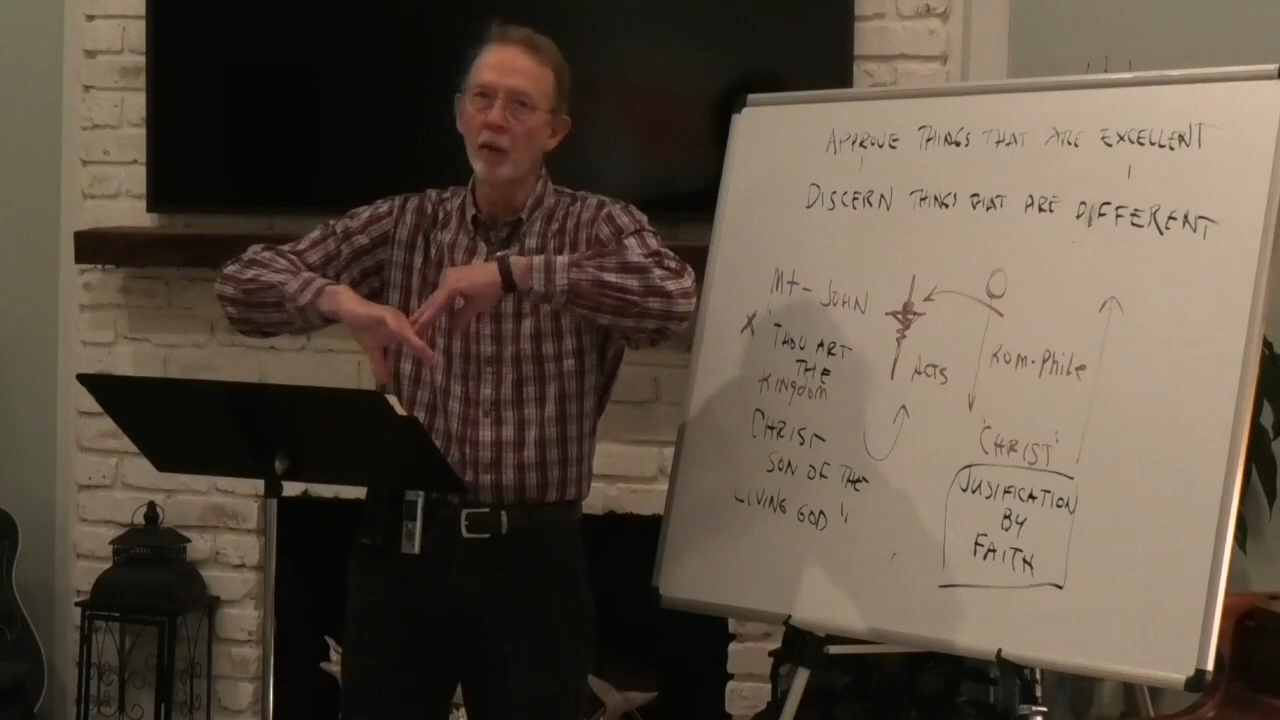 APPROVE THINGS THAT ARE EXCELLENT
DISCERN THINGS THAT ARE DIFFERENT
Mt - JOHN
X "THOU ART
THE
KINGDOM
CHRIST
SON OF THE
LIVING GOD"
ACTS
ROM-Phile
"CHRIST"
JUSIFICATION
BY
FAITH